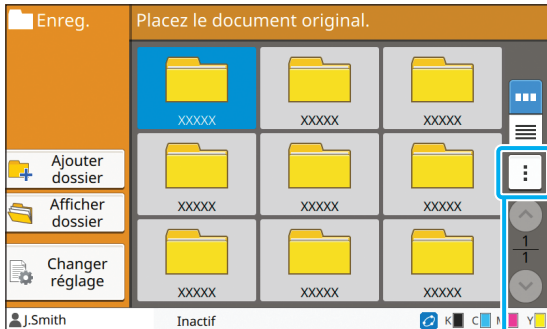 Enreg.
Placez le document original.
XXXXX
XXXXX
XXXXX
Ajouter
dossier
XXXXX
XXXXX
XXXXX
Afficher
dossier
1
1
Changer
réglage
XXXXX
XXXXX
XXXXX
J.Smith
Inactif
K
C
M
Y